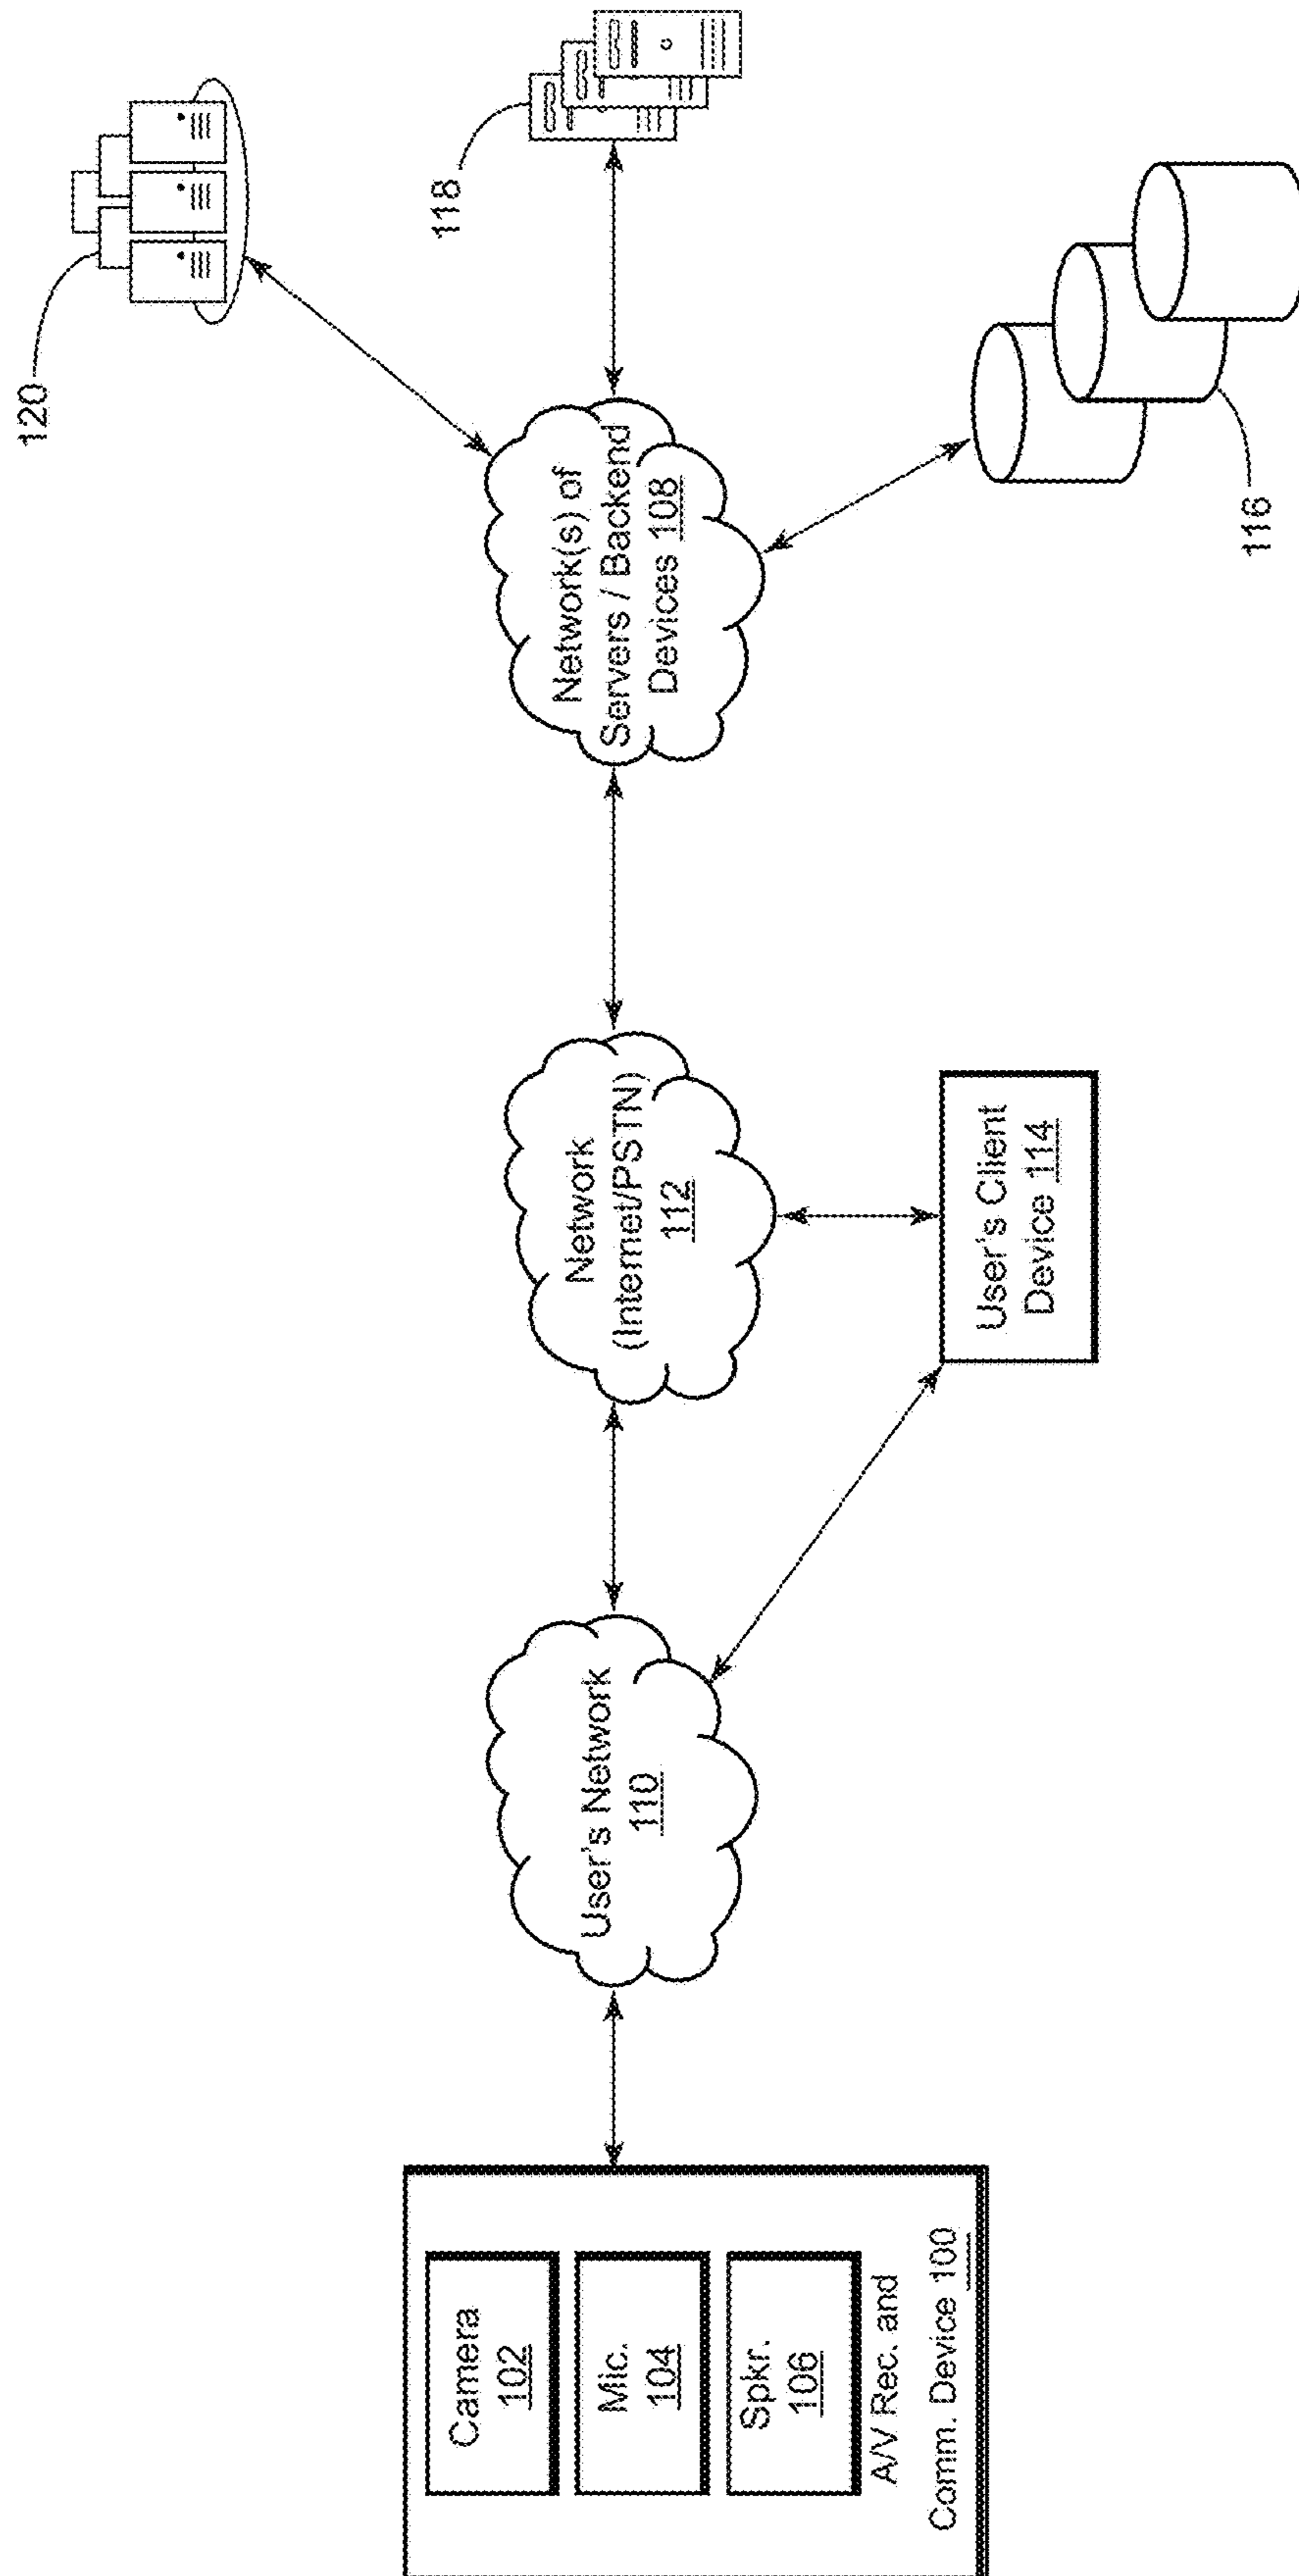 Camera
102
Mic.
104
Spkr.
106
A/V Rec. and
Comm. Device 100
User's Network
110
Network
(Internet/PSTN)
112
User's Client
Device 114
Network(s) of
Servers / Backend
Devices 108
120
118
116